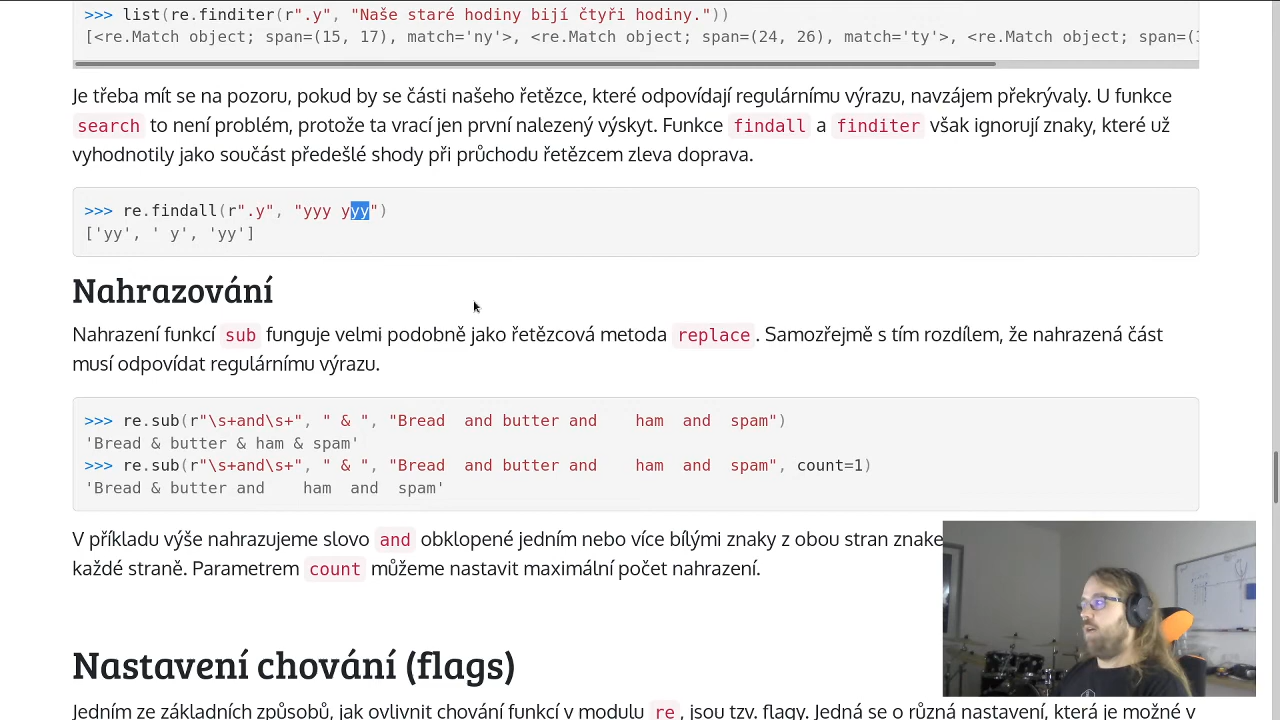 >>> list(re.finditer(r".y", "Naše staré hodiny bijí čtyři hodiny."))
[<re.Match object; span=(15, 17), match='ny'>, <re.Match object; span=(24, 26), match='ty'>, <re.Match object; span=(
Je třeba mít se na pozoru, pokud by se části našeho řetězce, které odpovídají regulárnímu výrazu, navzájem překrývaly. U funkce
search to není problém, protože ta vrací jen první nalezený výskyt. Funkce findall a finditer však ignorují znaky, které už
vyhodnotily jako součást předešlé shody při průchodu řetězcem zleva doprava.
>>> re.findall(r".y", "yyy yyy")
['yy', ' y', 'yy']
Nahrazování
Nahrazení funkcí sub funguje velmi podobně jako řetězcová metoda replace. Samozřejmě s tím rozdílem, že nahrazená část
musí odpovídat regulárnímu výrazu.
>>> re.sub(r"\s+and\s+", " & ", "Bread  and butter and    ham  and  spam")
'Bread & butter & ham & spam'
>>> re.sub(r"\s+and\s+", " & ", "Bread  and butter and    ham  and  spam", count=1)
'Bread & butter and    ham  and  spam'
V příkladu výše nahrazujeme slovo and obklopené jedním nebo více bílými znaky z obou stran znake
každé straně. Parametrem count můžeme nastavit maximální počet nahrazení.
Nastavení chování (flags)
Jedním ze základních způsobů, jak ovlivnit chování funkcí v modulu re, jsou tzv. flagy. Jedná se o různá nastavení, která je možné v